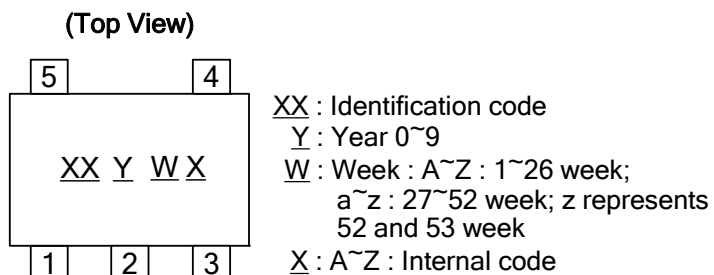 (Top View)
5 4
XX Y W X
1 2 3
XX : Identification code
Y : Year 0~9
W : Week : A~Z : 1~26 week;
a~z : 27~52 week; z represents
52 and 53 week
X : A~Z : Internal code